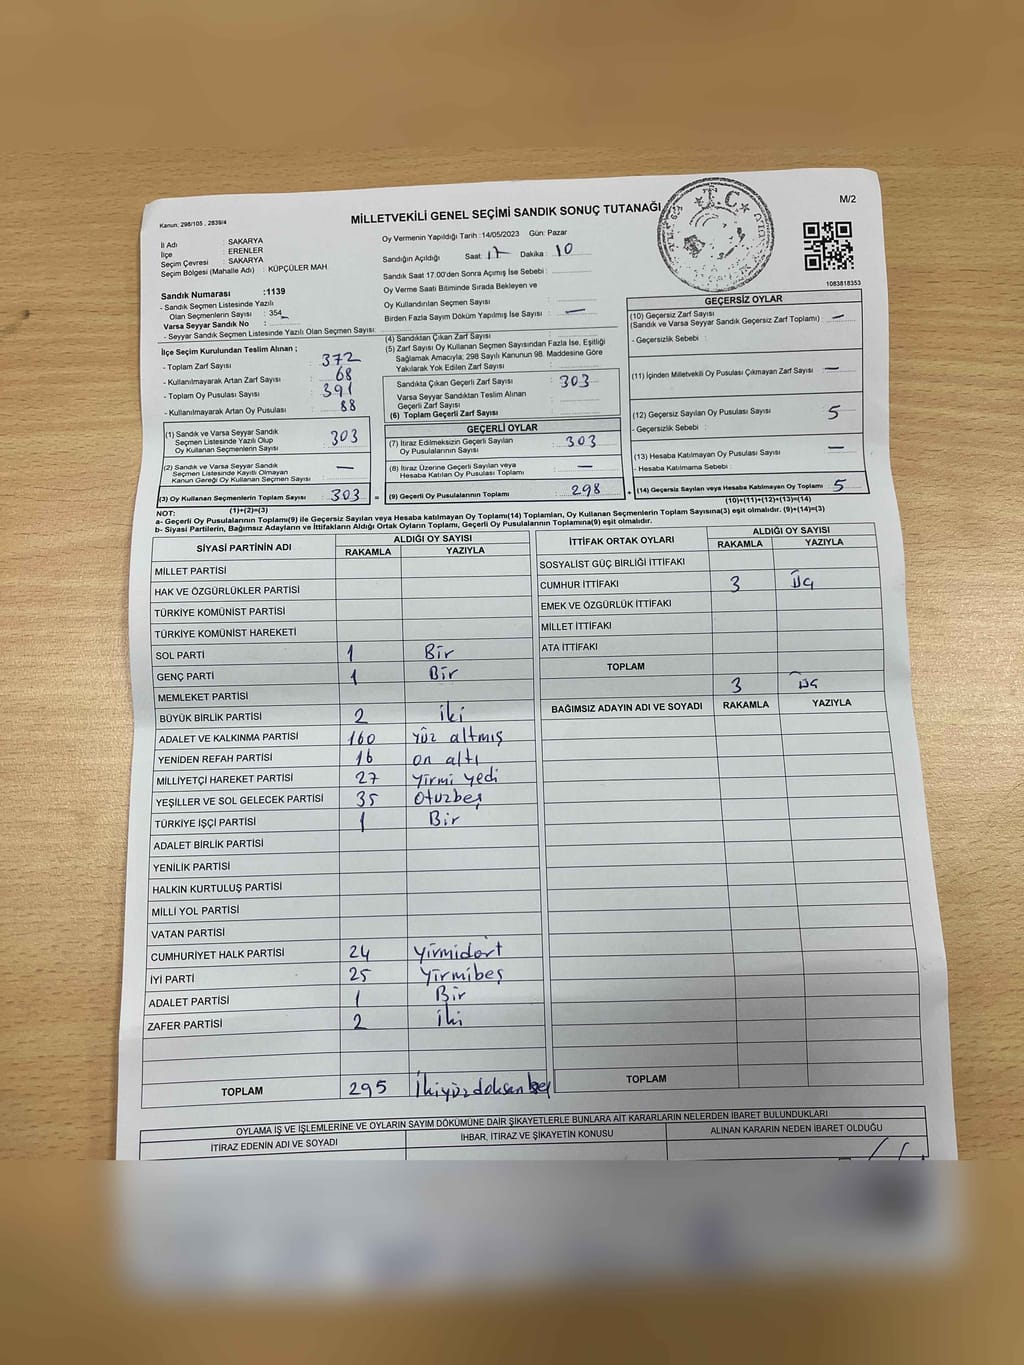 Kanun: 298/105 , 2839/4
MİLLETVEKİLİ GENEL SEÇİMİ SANDIK SONUÇ TUTANAĞI
T.C
M/2
İl Adı : SAKARYA
İlçe : ERENLER
Seçim Çevresi : SAKARYA
Seçim Bölgesi (Mahalle Adı) : KÜPÇÜLER MAH
Sandık Numarası :1139
- Sandık Seçmen Listesinde Yazılı
Olan Seçmenlerin Sayısı : 354
Varsa Seyyar Sandık No :
- Seyyar Sandık Seçmen Listesinde Yazılı Olan Seçmen Sayısı:
Oy Vermenin Yapıldığı Tarih :14/05/2023 Gün: Pazar
Sandığın Açıldığı Saat: 17 Dakika : 10
Sandık Saat 17.00'den Sonra Açımış İse Sebebi :
Oy Verme Saati Bitiminde Sırada Bekleyen ve
Oy Kullandırılan Seçmen Sayısı :
Birden Fazla Sayım Döküm Yapılmış İse Sayısı : —
1083818353
İlçe Seçim Kurulundan Teslim Alınan ;
- Toplam Zarf Sayısı : 372
- Kullanılmayarak Artan Zarf Sayısı : 68
- Toplam Oy Pusulası Sayısı : 391
- Kullanılmayarak Artan Oy Pusulası : 88
(4) Sandıktan Çıkan Zarf Sayısı :
(5) Zarf Sayısı Oy Kullanan Seçmen Sayısından Fazla İse, Eşitliği
Sağlamak Amacıyla; 298 Sayılı Kanunun 98. Maddesine Göre
Yakılarak Yok Edilen Zarf Sayısı :
Sandıkta Çıkan Geçerli Zarf Sayısı : 303
Varsa Seyyar Sandıktan Teslim Alınan
Geçerli Zarf Sayısı :
(6) Toplam Geçerli Zarf Sayısı :
GEÇERSİZ OYLAR
(10) Geçersiz Zarf Sayısı
(Sandık ve Varsa Seyyar Sandık Geçersiz Zarf Toplamı) : —
- Geçersizlik Sebebi :
(11) İçinden Milletvekili Oy Pusulası Çıkmayan Zarf Sayısı : —
(12) Geçersiz Sayılan Oy Pusulası Sayısı : 5
- Geçersizlik Sebebi :
(13) Hesaba Katılmayan Oy Pusulası Sayısı : —
- Hesaba Katılmama Sebebi :
(14) Geçersiz Sayılan veya Hesaba Katılmayan Oy Toplamı : 5
(10)+(11)+(12)+(13)=(14)
(1) Sandık ve Varsa Seyyar Sandık
Seçmen Listesinde Yazılı Olup
Oy Kullanan Seçmenlerin Sayısı : 303
(2) Sandık ve Varsa Seyyar Sandık
Seçmen Listesinde Kayıtlı Olmayan
Kanun Gereği Oy Kullanan Seçmen Sayısı : —
(3) Oy Kullanan Seçmenlerin Toplam Sayısı : 303 =
(1)+(2)=(3)
GEÇERLİ OYLAR
(7) İtiraz Edilmeksizin Geçerli Sayılan
Oy Pusulalarının Sayısı : 303
(8) İtiraz Üzerine Geçerli Sayılan veya
Hesaba Katılan Oy Pusulası Toplamı : —
(9) Geçerli Oy Pusulalarının Toplamı : 298 +
NOT:
a- Geçerli Oy Pusulalarının Toplamı(9) ile Geçersiz Sayılan veya Hesaba katılmayan Oy Toplamı(14) Toplamları, Oy Kullanan Seçmenlerin Toplam Sayısına(3) eşit olmalıdır. (9)+(14)=(3)
b- Siyasi Partilerin, Bağımsız Adayların ve İttifakların Aldığı Ortak Oyların Toplamı, Geçerli Oy Pusulalarının Toplamına(9) eşit olmalıdır.
SİYASİ PARTİNİN ADI ALDIĞI OY SAYISI
RAKAMLA YAZIYLA
MİLLET PARTİSİ
HAK VE ÖZGÜRLÜKLER PARTİSİ
TÜRKİYE KOMÜNİST PARTİSİ
TÜRKİYE KOMÜNİST HAREKETİ
SOL PARTİ 1 Bir
GENÇ PARTİ 1 Bir
MEMLEKET PARTİSİ
BÜYÜK BİRLİK PARTİSİ 2 iki
ADALET VE KALKINMA PARTİSİ 160 yüz altmış
YENİDEN REFAH PARTİSİ 16 on altı
MİLLİYETÇİ HAREKET PARTİSİ 27 yirmi yedi
YEŞİLLER VE SOL GELECEK PARTİSİ 35 Otuzbeş
TÜRKİYE İŞÇİ PARTİSİ 1 Bir
ADALET BİRLİK PARTİSİ
YENİLİK PARTİSİ
HALKIN KURTULUŞ PARTİSİ
MİLLİ YOL PARTİSİ
VATAN PARTİSİ
CUMHURİYET HALK PARTİSİ 24 Yirmidört
İYİ PARTİ 25 Yirmibeş
ADALET PARTİSİ 1 Bir
ZAFER PARTİSİ 2 İki
TOPLAM 295 İkiyüzdoksanbeş
İTTİFAK ORTAK OYLARI ALDIĞI OY SAYISI
RAKAMLA YAZIYLA
SOSYALİST GÜÇ BİRLİĞİ İTTİFAKI
CUMHUR İTTİFAKI 3 Üç
EMEK VE ÖZGÜRLÜK İTTİFAKI
MİLLET İTTİFAKI
ATA İTTİFAKI
TOPLAM
3 Üç
BAĞIMSIZ ADAYIN ADI VE SOYADI RAKAMLA YAZIYLA
TOPLAM
OYLAMA İŞ VE İŞLEMLERİNE VE OYLARIN SAYIM DÖKÜMÜNE DAİR ŞİKAYETLERLE BUNLARA AİT KARARLARIN NELERDEN İBARET BULUNDUKLARI
İTİRAZ EDENİN ADI VE SOYADI İHBAR, İTİRAZ VE ŞİKAYETİN KONUSU ALINAN KARARIN NEDEN İBARET OLDUĞU